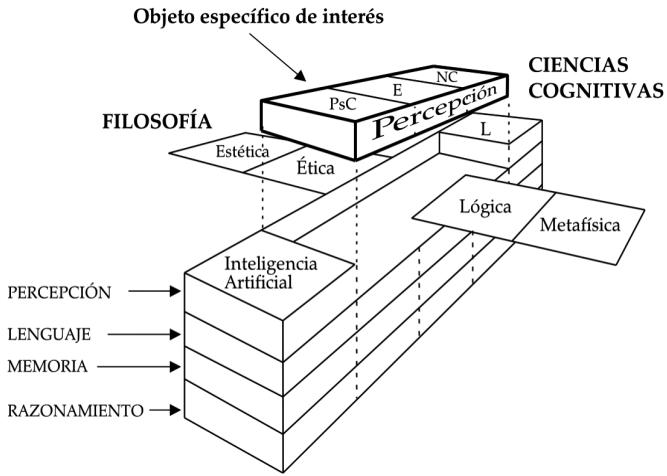 Objeto específico de interés
CIENCIAS
COGNITIVAS
NC
E
PsC
Percepción
FILOSOFÍA
L
Estética
Ética
Lógica
Metafísica
Inteligencia
Artificial
PERCEPCIÓN
LENGUAJE
MEMORIA
RAZONAMIENTO